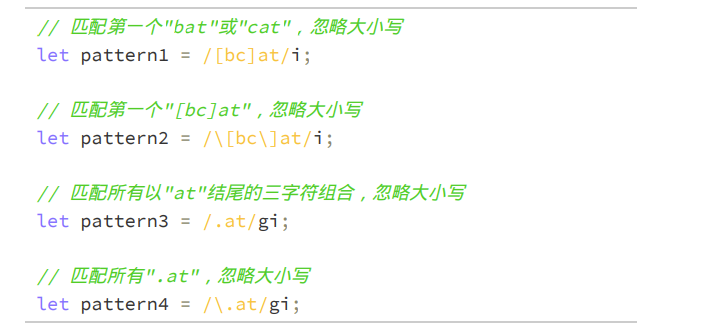 // 匹配第一个"bat"或"cat"，忽略大小写
let pattern1 = /[bc]at/i;
// 匹配第一个"[bc]at"，忽略大小写
let pattern2 = /\[bc\]at/i;
// 匹配所有以"at"结尾的三字符组合，忽略大小写
let pattern3 = /.at/gi;
// 匹配所有".at"，忽略大小写
let pattern4 = /\.at/gi;